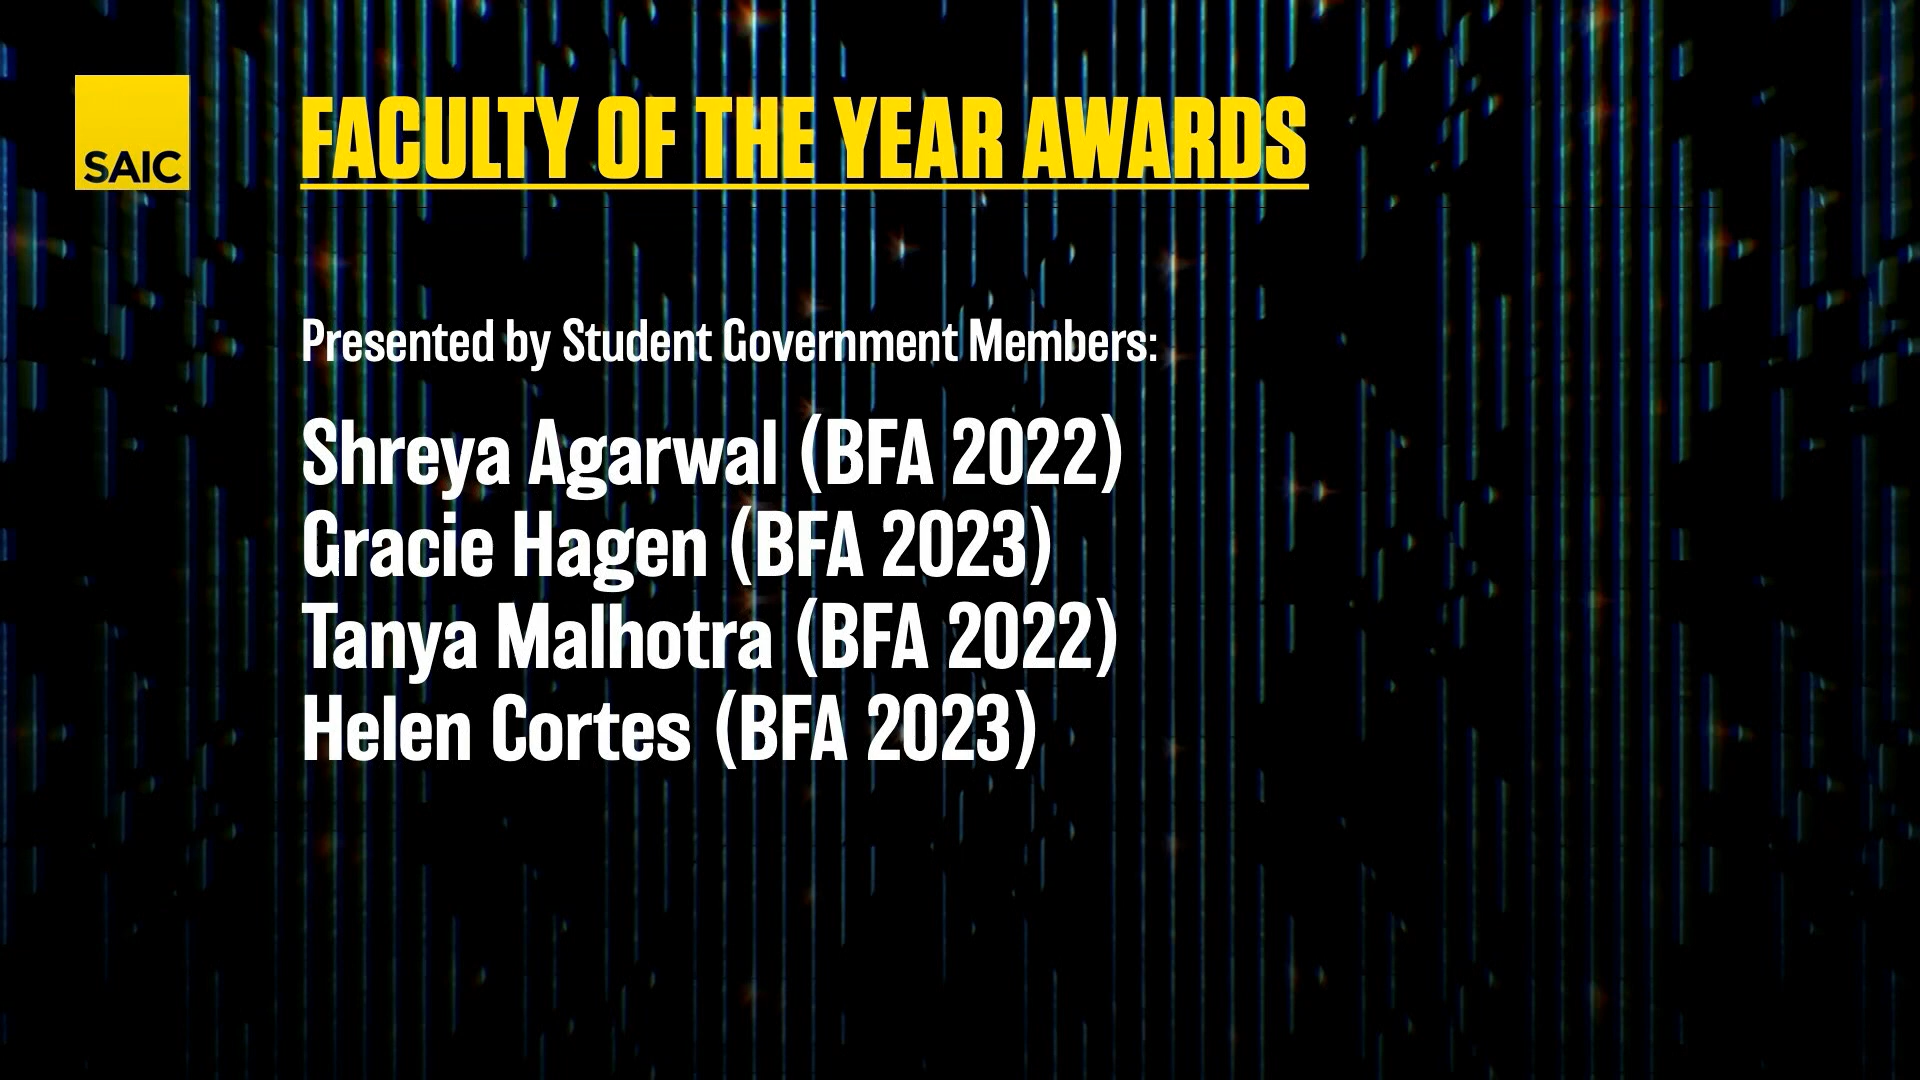 SAIC
FACULTY OF THE YEAR AWARDS
Presented by Student Government Members:
Shreya Agarwal (BFA 2022)
Gracie Hagen (BFA 2023)
Tanya Malhotra (BFA 2022)
Helen Cortes (BFA 2023)